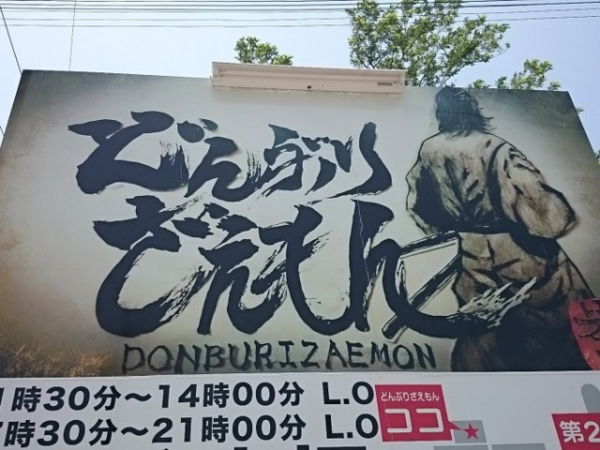 どんぶり
ざえもん
DONBURIZAEMON
1時30分～14時00分 L.O
7時30分～21時00分 L.O
どんぶりざえもん
ココ
第2